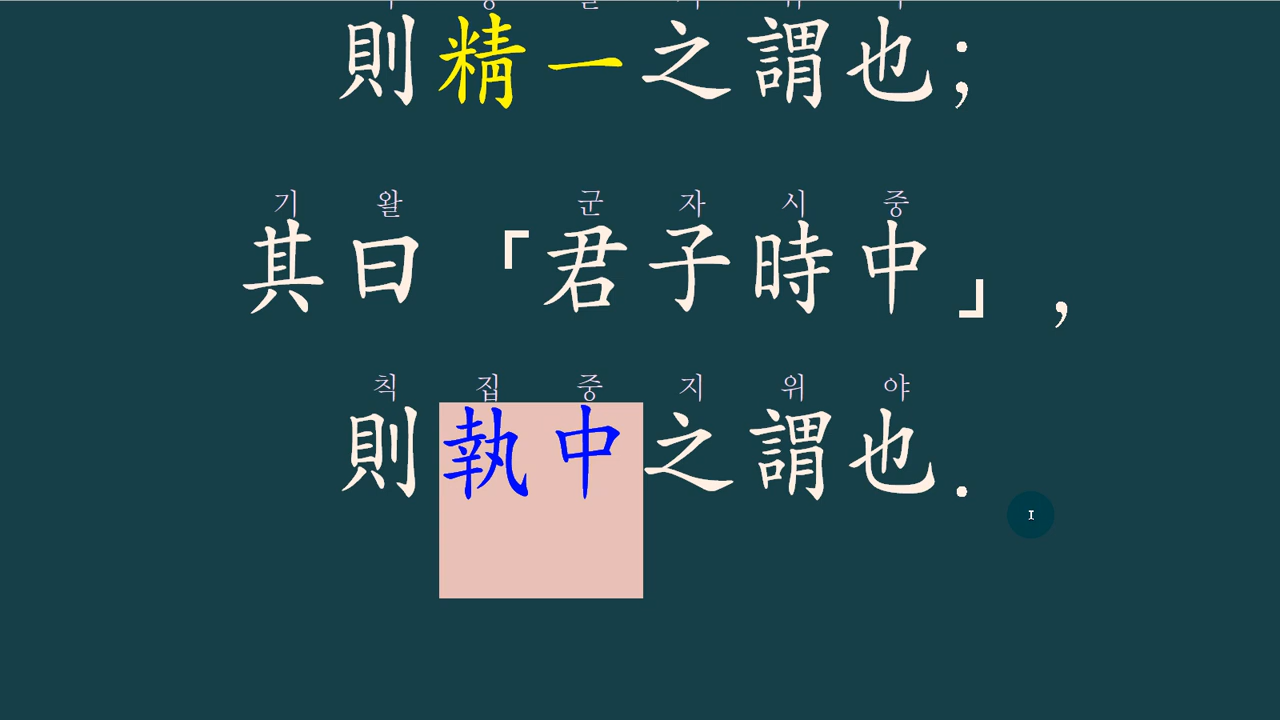 則精一之謂也;
기 왈 군 자 시 중
其曰「君子時中」,
칙 집 중 지 위 야
則執中之謂也.